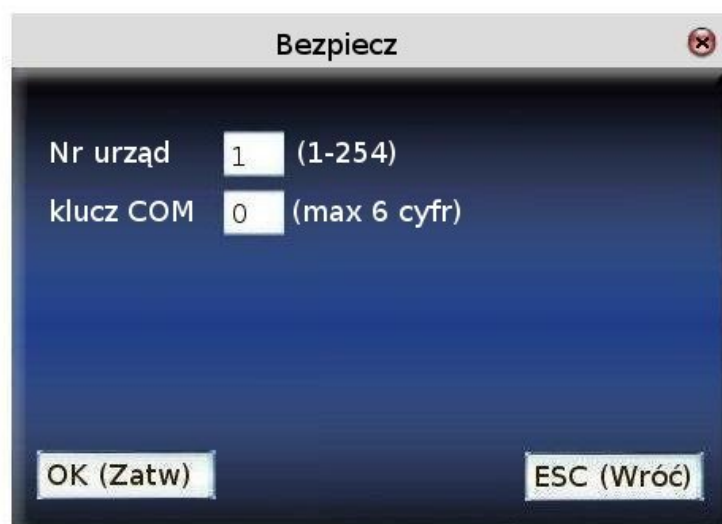 Bezpiecz
Nr urząd 1 (1-254)
klucz COM 0 (max 6 cyfr)
OK (Zatw) ESC (Wróć)